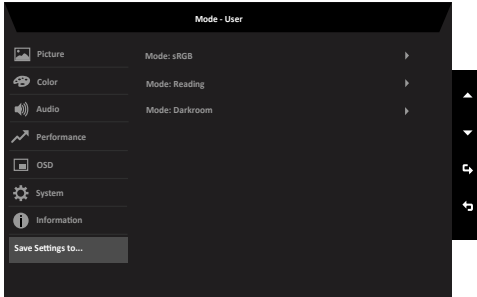 Mode - User
Picture
Color
Audio
Performance
OSD
System
Information
Save Settings to...
Mode: sRGB
Mode: Reading
Mode: Darkroom